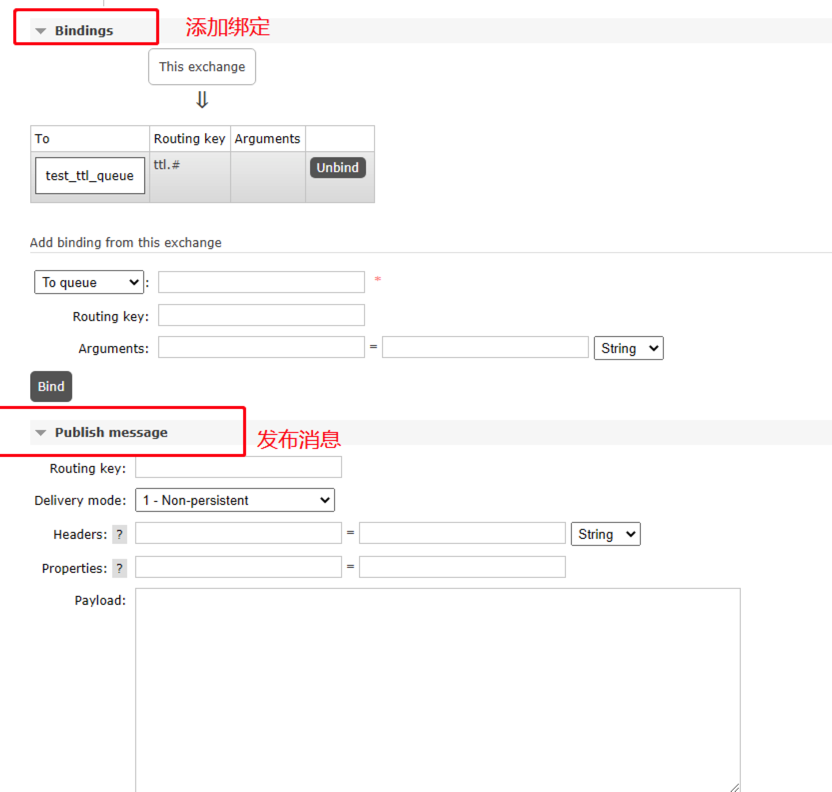 Bindings 添加绑定
This exchange
⇓
To Routing key Arguments
test_ttl_queue ttl.# Unbind
Add binding from this exchange
To queue : *
Routing key:
Arguments: = String
Bind
Publish message 发布消息
Routing key:
Delivery mode: 1 - Non-persistent
Headers: ? = String
Properties: ? =
Payload: